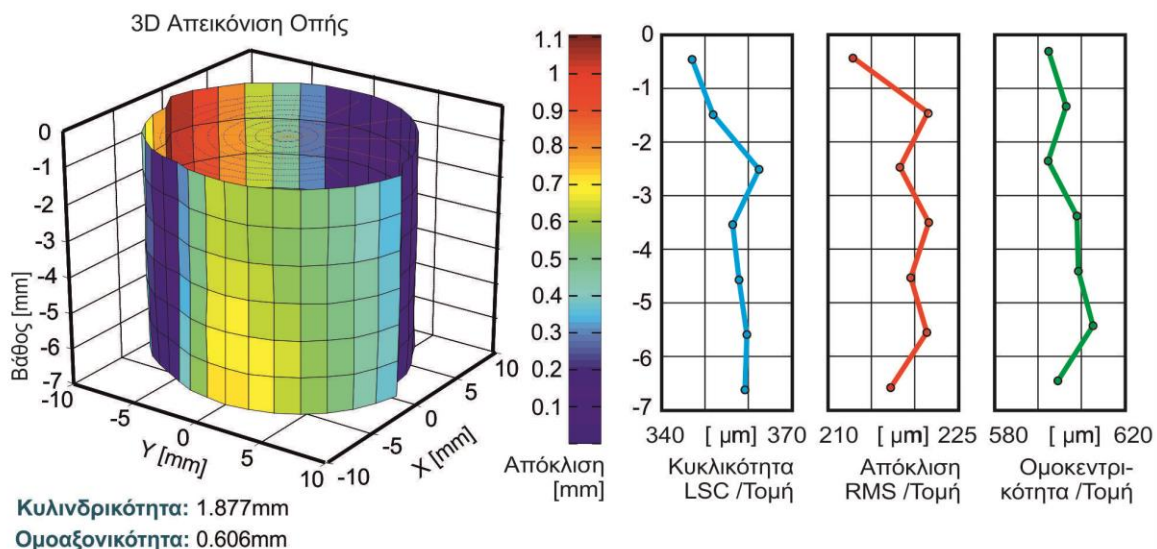 3D Απεικόνιση Οπής
0
-1
-2
-3
-4
-5
-6
-7
Βάθος [mm]
-10
-5
0
5
10
Y [mm]
-10
-5
0
5
10
X [mm]
1.1
1
0.9
0.8
0.7
0.6
0.5
0.4
0.3
0.2
0.1
Απόκλιση
[mm]
0
-1
-2
-3
-4
-5
-6
-7
340 [ μm] 370
Κυκλικότητα
LSC /Τομή
210 [ μm] 225
Απόκλιση
RMS /Τομή
580 [ μm] 620
Ομοκεντρι-
κότητα /Τομή
Κυλινδρικότητα: 1.877mm
Ομοαξονικότητα: 0.606mm